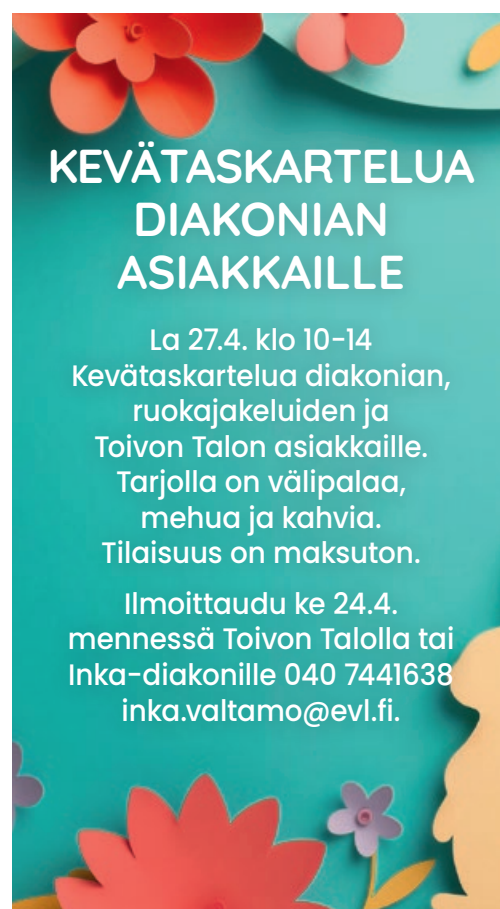 KEVÄTASKARTELUA
DIAKONIAN
ASIAKKAILLE
La 27.4. klo 10-14
Kevätaskartelua diakonian,
ruokajakeluiden ja
Toivon Talon asiakkaille.
Tarjolla on välipalaa,
mehua ja kahvia.
Tilaisuus on maksuton.
Ilmoittaudu ke 24.4.
mennessä Toivon Talolla tai
Inka-diakonille 040 7441638
inka.valtamo@evl.fi.